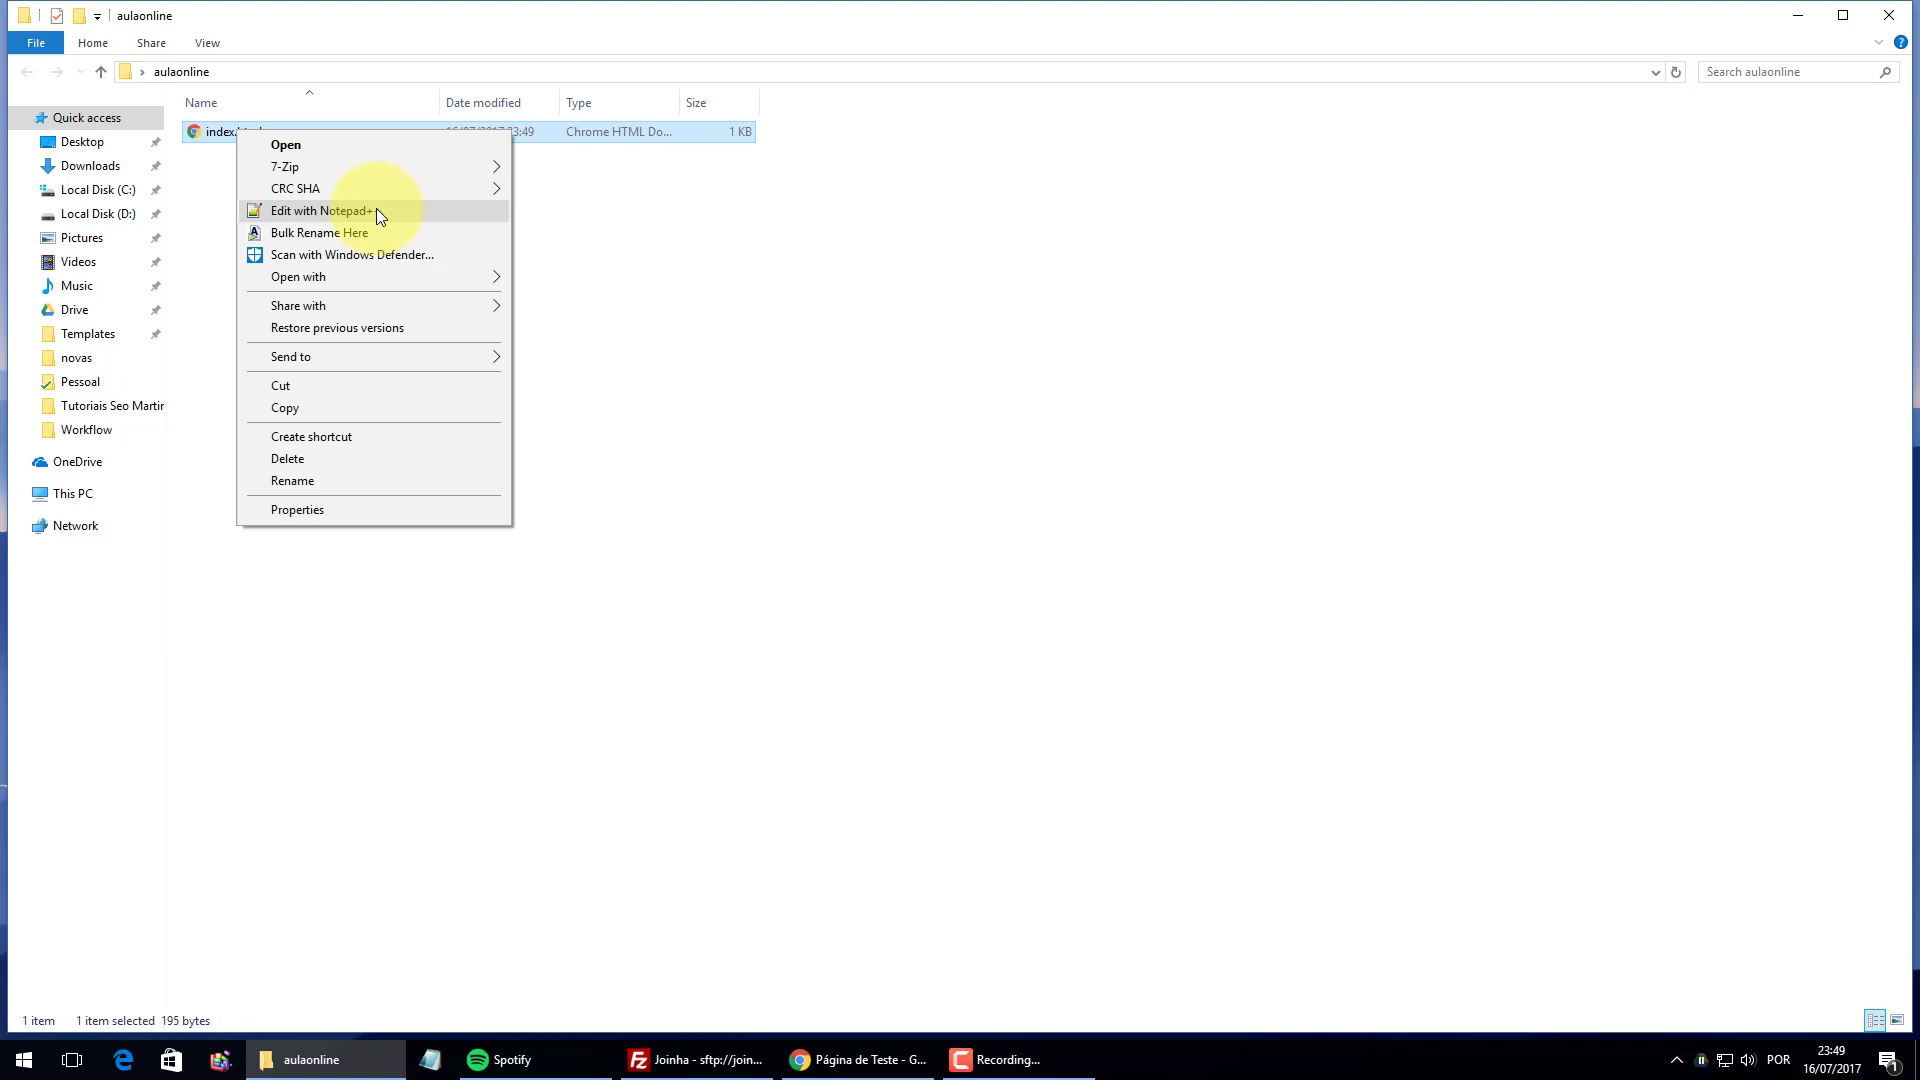 aulaonline
File Home Share View
aulaonline
Search aulaonline
Name Date modified Type Size
Quick access
Desktop
Downloads
Local Disk (C:)
Local Disk (D:)
Pictures
Videos
Music
Drive
Templates
novas
Pessoal
Tutoriais Seo Martir
Workflow
OneDrive
This PC
Network
index. 23:49 Chrome HTML Do... 1 KB
Open
7-Zip
CRC SHA
Edit with Notepad+
Bulk Rename Here
Scan with Windows Defender...
Open with
Share with
Restore previous versions
Send to
Cut
Copy
Create shortcut
Delete
Rename
Properties
1 item 1 item selected 195 bytes
aulaonline Spotify Joinha - sftp://join... Página de Teste - G... Recording... POR 23:49
16/07/2017
1